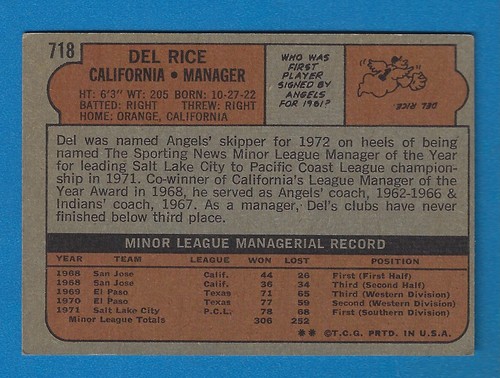 718
DEL RICE
CALIFORNIA • MANAGER
HT: 6'3" WT: 205 BORN: 10-27-22
BATTED: RIGHT THREW: RIGHT
HOME: ORANGE, CALIFORNIA
WHO WAS
FIRST
PLAYER
SIGNED BY
ANGELS
FOR 1961?
DEL RICE
Del was named Angels' skipper for 1972 on heels of being
named The Sporting News Minor League Manager of the Year
for leading Salt Lake City to Pacific Coast League champion-
ship in 1971. Co-winner of California's League Manager of the
Year Award in 1968, he served as Angels' coach, 1962-1966 &
Indians' coach, 1967. As a manager, Del's clubs have never
finished below third place.
MINOR LEAGUE MANAGERIAL RECORD
YEAR TEAM LEAGUE WON LOST POSITION
1968 San Jose Calif. 44 26 First (First Half)
1968 San Jose Calif. 36 34 Third (Second Half)
1969 El Paso Texas 71 65 Third (Western Division)
1970 El Paso Texas 77 59 Second (Western Division)
1971 Salt Lake City P.C.L. 78 68 First (Southern Division)
Minor League Totals 306 252
** ©T.C.G. PRTD. IN U.S.A.